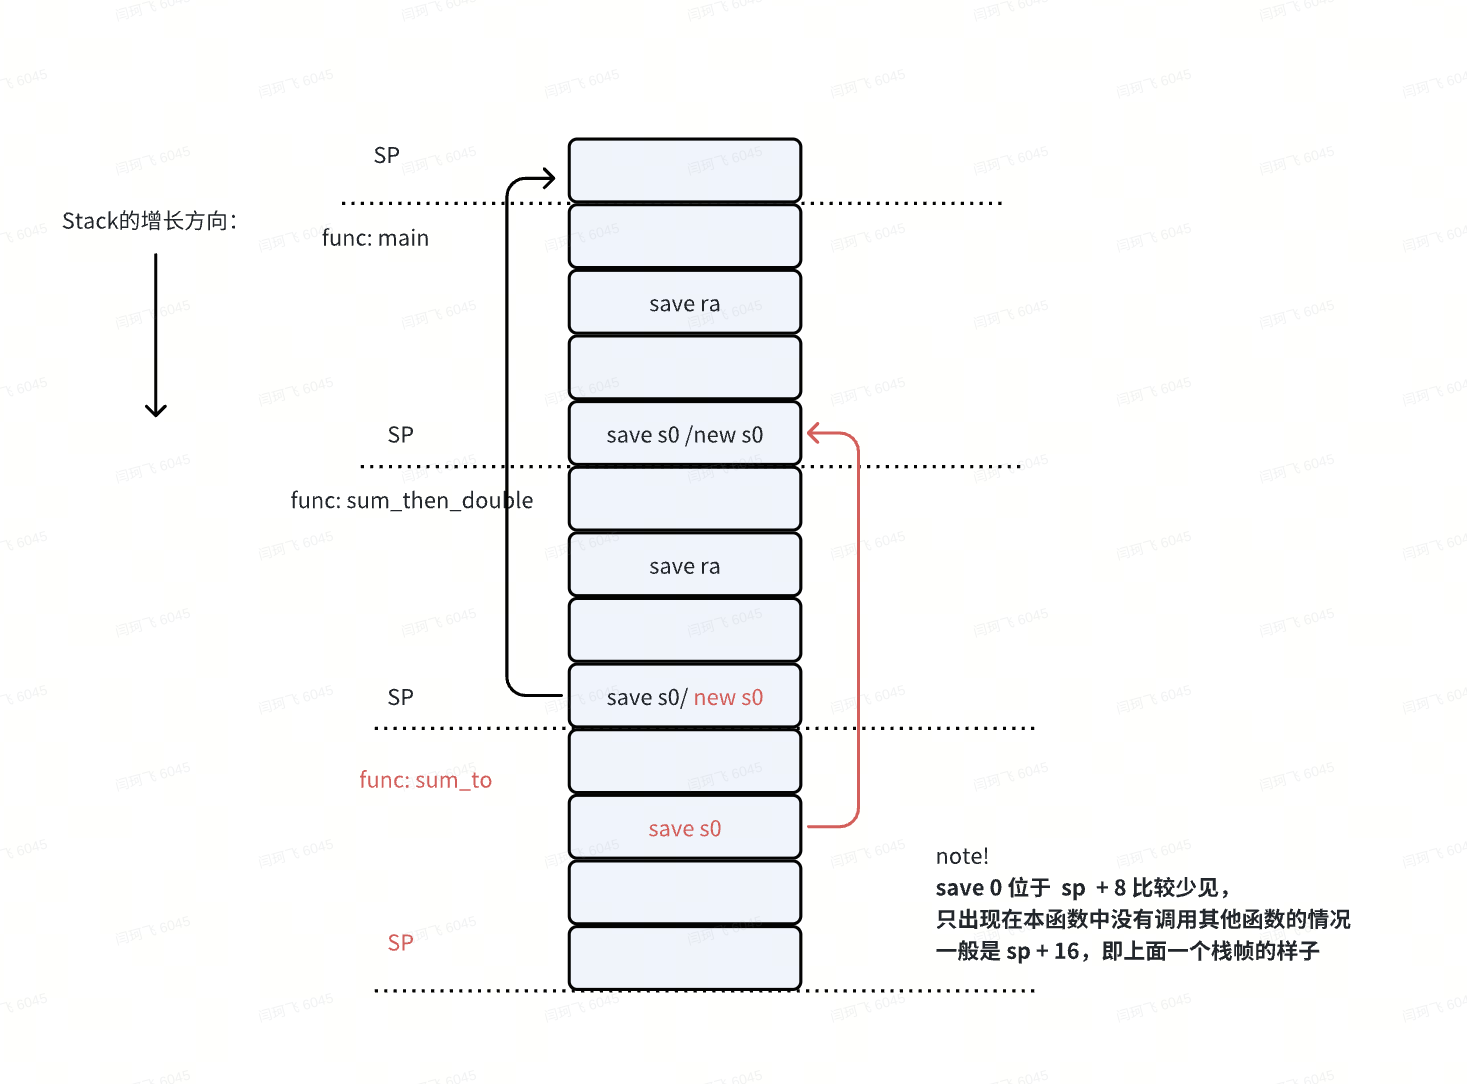 SP
Stack的增长方向：
func: main
save ra
SP
save s0 /new s0
func: sum_then_double
save ra
SP
save s0/ new s0
func: sum_to
save s0
note!
save 0 位于 sp + 8 比较少见，
只出现在本函数中没有调用其他函数的情况
一般是 sp + 16，即上面一个栈帧的样子
SP
闫珂飞 6045